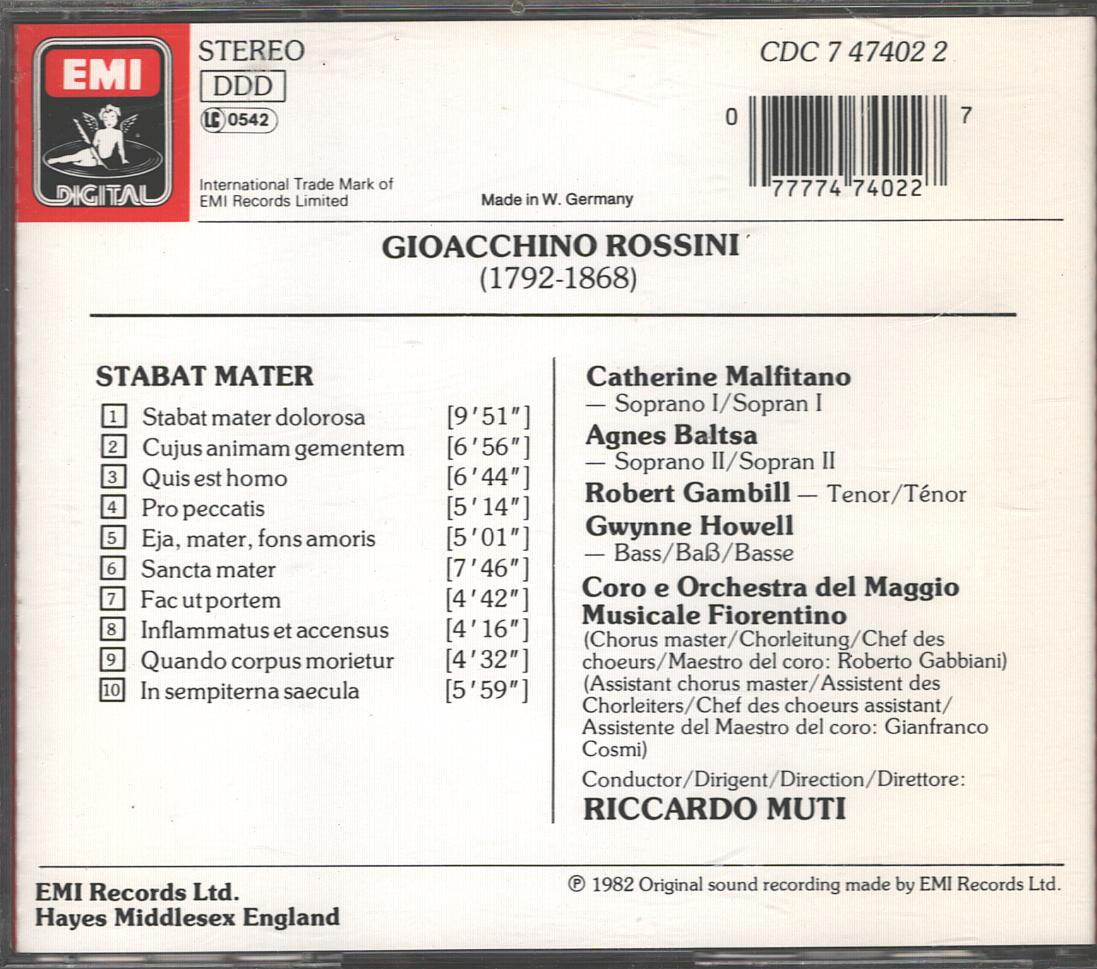 EMI
DIGITAL
STEREO
DDD
LC 0542
International Trade Mark of
EMI Records Limited
Made in W. Germany
CDC 7 47402 2
0 77774 74022 7
GIOACCHINO ROSSINI
(1792-1868)
STABAT MATER
1 Stabat mater dolorosa [9′51″]
2 Cujus animam gementem [6′56″]
3 Quis est homo [6′44″]
4 Pro peccatis [5′14″]
5 Eja, mater, fons amoris [5′01″]
6 Sancta mater [7′46″]
7 Fac ut portem [4′42″]
8 Inflammatus et accensus [4′16″]
9 Quando corpus morietur [4′32″]
10 In sempiterna saecula [5′59″]
Catherine Malfitano
— Soprano I/Sopran I
Agnes Baltsa
— Soprano II/Sopran II
Robert Gambill — Tenor/Ténor
Gwynne Howell
— Bass/Baß/Basse
Coro e Orchestra del Maggio
Musicale Fiorentino
(Chorus master/Chorleitung/Chef des
choeurs/Maestro del coro: Roberto Gabbiani)
(Assistant chorus master/Assistent des
Chorleiters/Chef des choeurs assistant/
Assistente del Maestro del coro: Gianfranco
Cosmi)
Conductor/Dirigent/Direction/Direttore:
RICCARDO MUTI
EMI Records Ltd.
Hayes Middlesex England
℗ 1982 Original sound recording made by EMI Records Ltd.